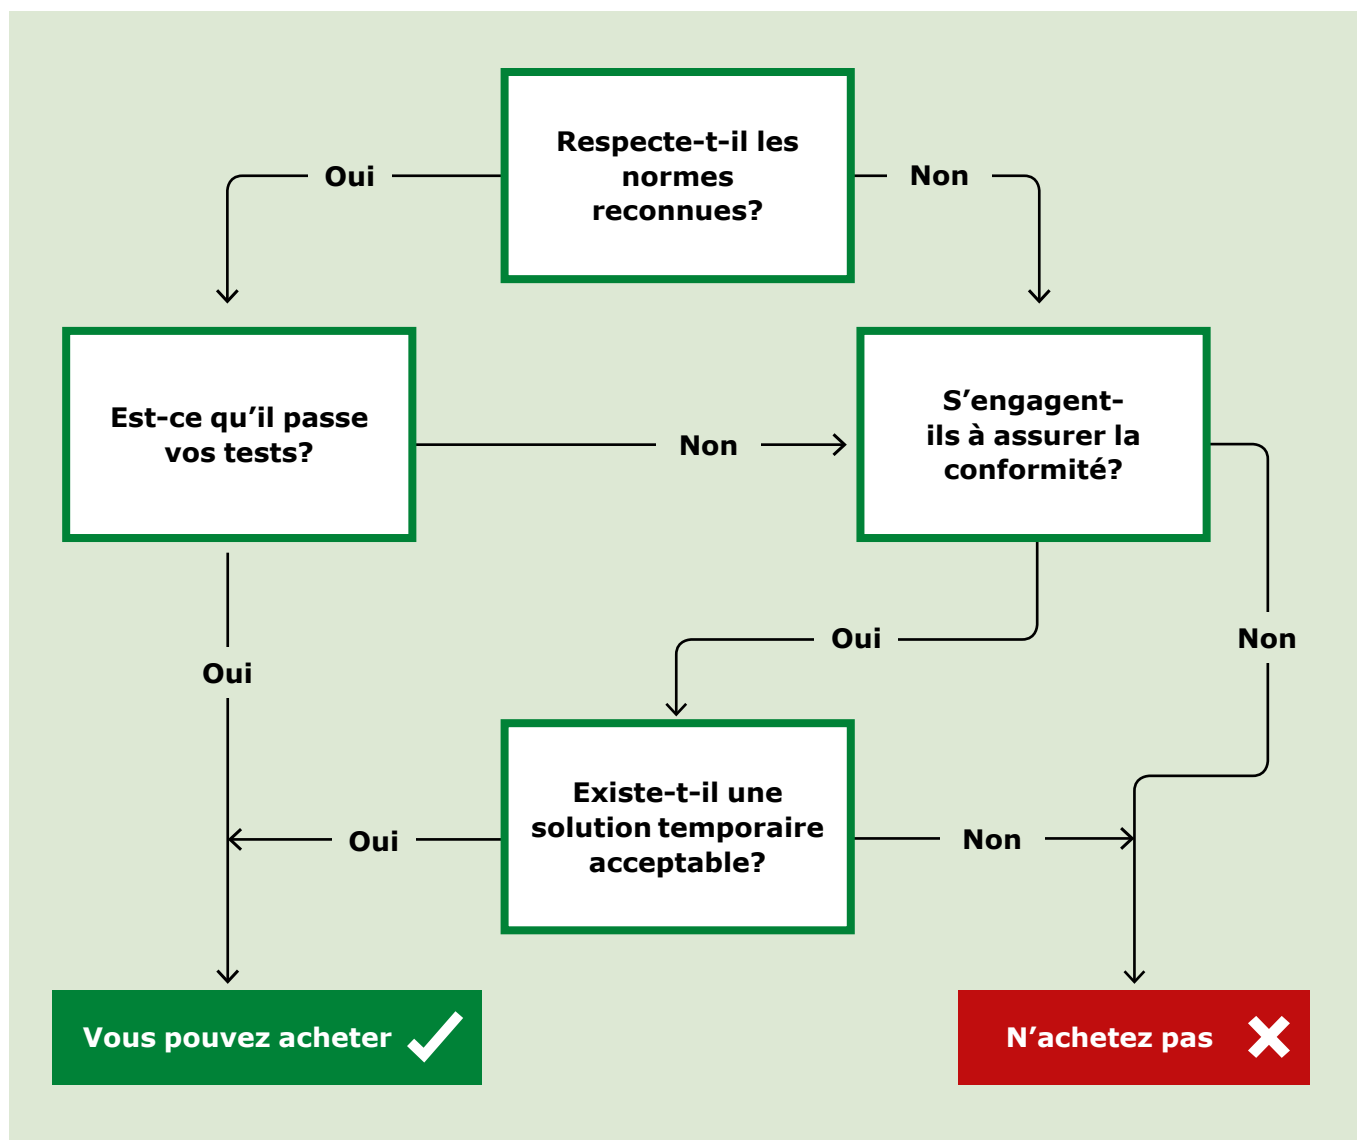 Respecte-t-il les
normes
reconnues?
Oui
Non
Est-ce qu’il passe
vos tests?
Non
S’engagent-
ils à assurer la
conformité?
Oui
Oui
Non
Existe-t-il une
solution temporaire
acceptable?
Oui
Non
Vous pouvez acheter
N’achetez pas